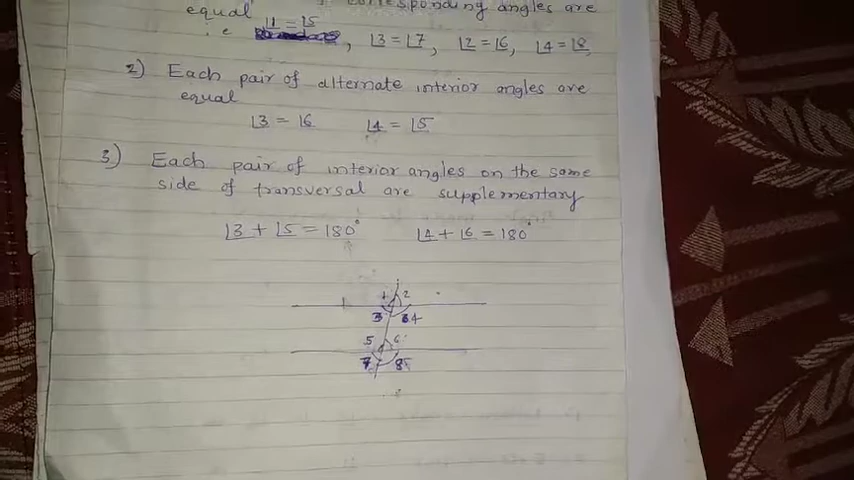 corresponding angles are
equal ∠1 = ∠5
i.e , ∠3 = ∠7, ∠2 = ∠6, ∠4 = ∠8
2) Each pair of alternate interior angles are
equal
∠3 = ∠6 ∠4 = ∠5
3) Each pair of interior angles on the same
side of transversal are supplementary
∠3 + ∠5 = 180° ∠4 + ∠6 = 180°
1 2
3 4
5 6
7 8